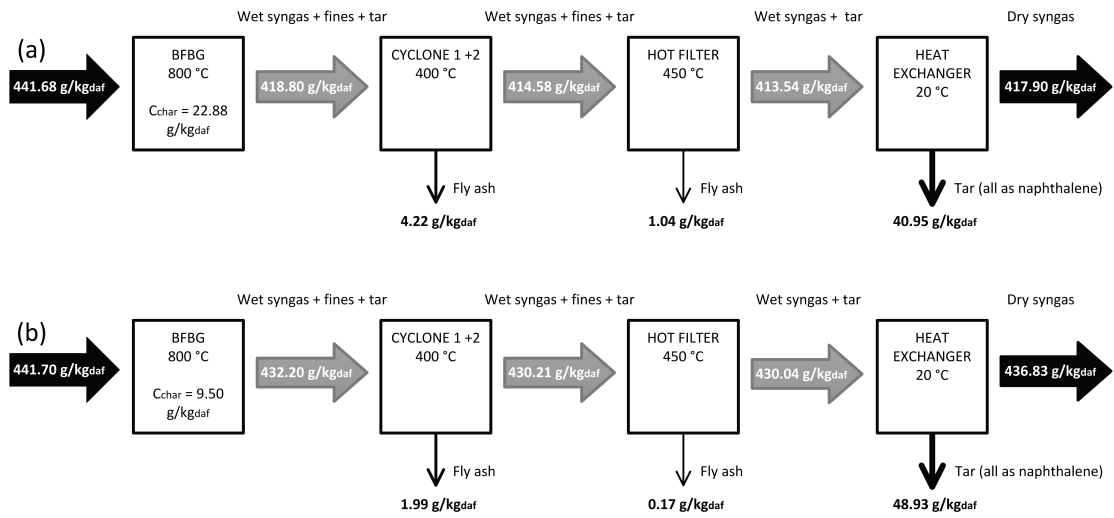 Wet syngas + fines + tar
Wet syngas + fines + tar
Wet syngas + tar
Dry syngas
(a)
441.68 g/kgdaf
BFBG
800 °C
Cchar = 22.88
g/kgdaf
418.80 g/kgdaf
CYCLONE 1 +2
400 °C
414.58 g/kgdaf
HOT FILTER
450 °C
413.54 g/kgdaf
HEAT
EXCHANGER
20 °C
417.90 g/kgdaf
Fly ash
4.22 g/kgdaf
Fly ash
1.04 g/kgdaf
Tar (all as naphthalene)
40.95 g/kgdaf
Wet syngas + fines + tar
Wet syngas + fines + tar
Wet syngas + tar
Dry syngas
(b)
441.70 g/kgdaf
BFBG
800 °C
Cchar = 9.50
g/kgdaf
432.20 g/kgdaf
CYCLONE 1 +2
400 °C
430.21 g/kgdaf
HOT FILTER
450 °C
430.04 g/kgdaf
HEAT
EXCHANGER
20 °C
436.83 g/kgdaf
Fly ash
1.99 g/kgdaf
Fly ash
0.17 g/kgdaf
Tar (all as naphthalene)
48.93 g/kgdaf